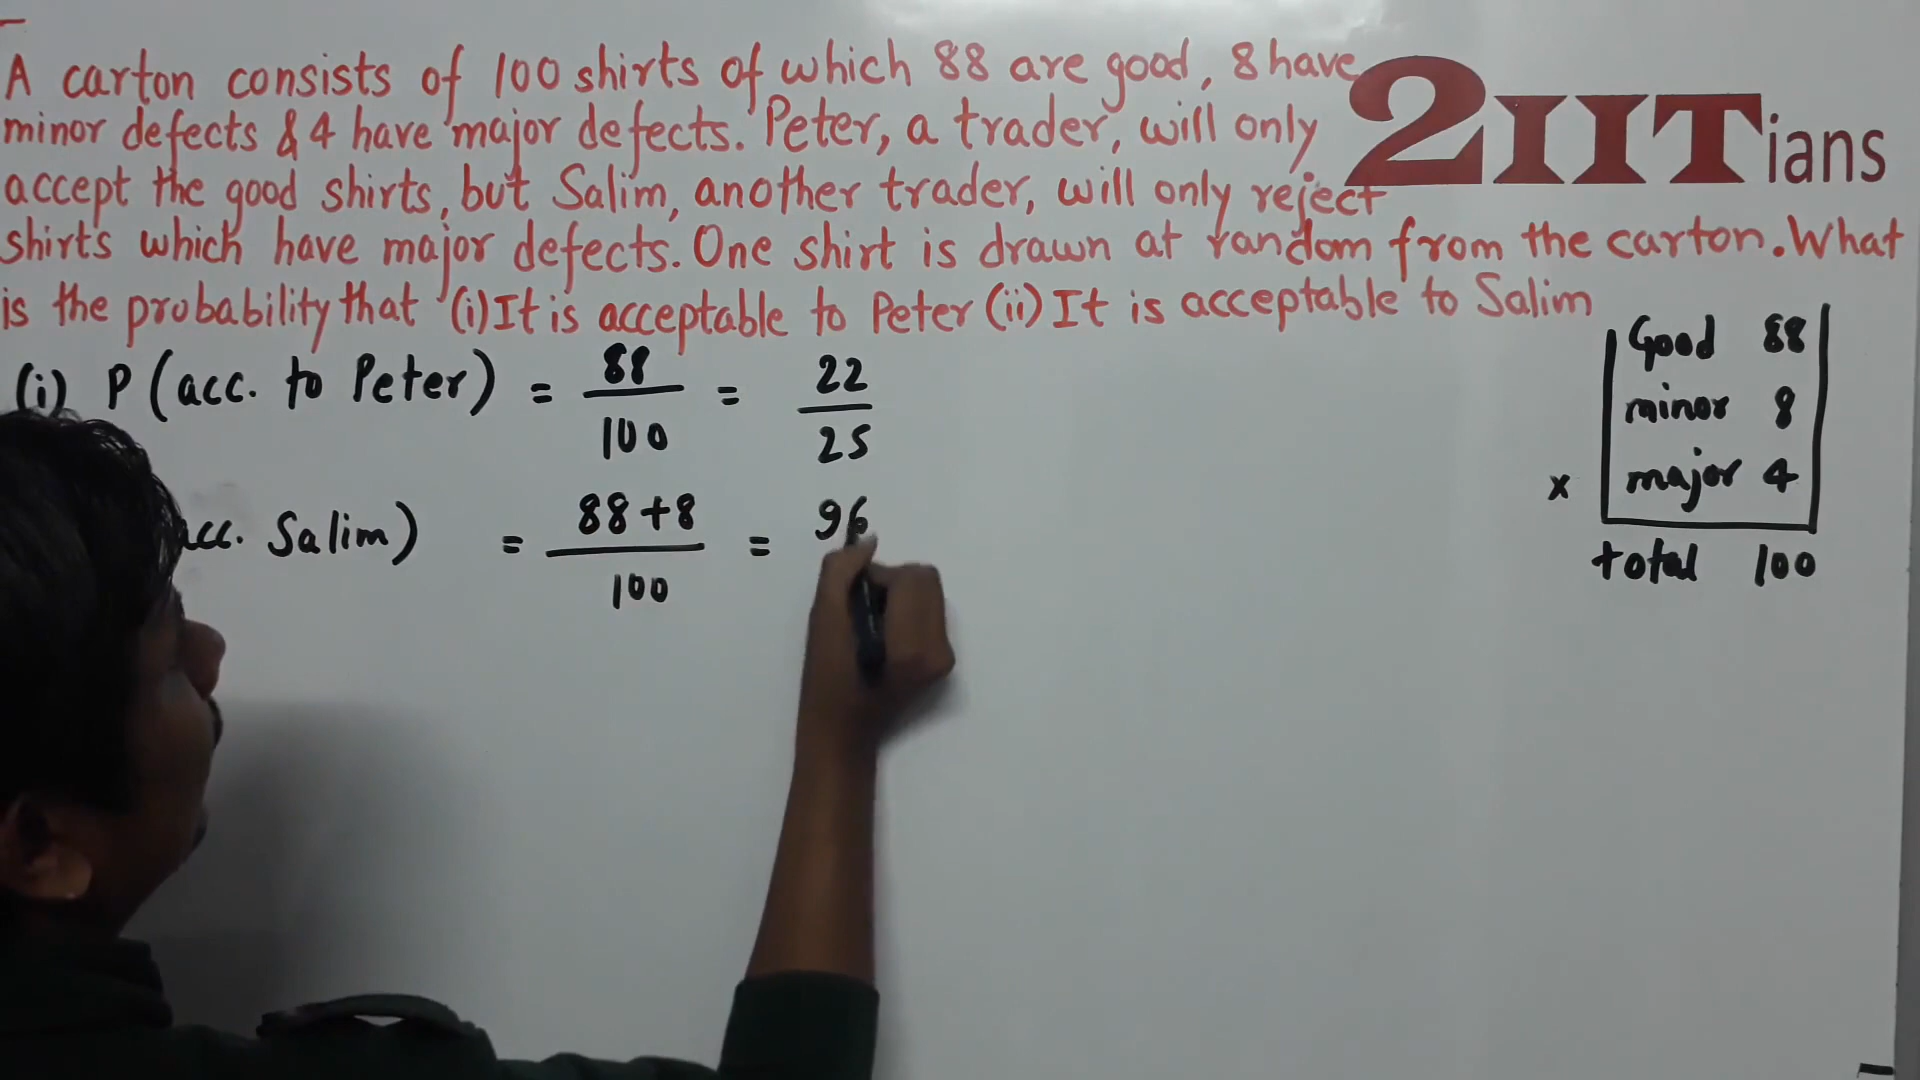 A carton consists of 100 shirts of which 88 are good, 8 have
minor defects & 4 have major defects. Peter, a trader, will only
accept the good shirts, but Salim, another trader, will only reject
shirts which have major defects. One shirt is drawn at random from the carton. What
is the probability that (i) It is acceptable to Peter (ii) It is acceptable to Salim
2IITians
(i) P (acc. to Peter) = 88/100 = 22/25
acc. Salim) = 88+8/100 = 96
Good 88
minor 8
x major 4
total 100